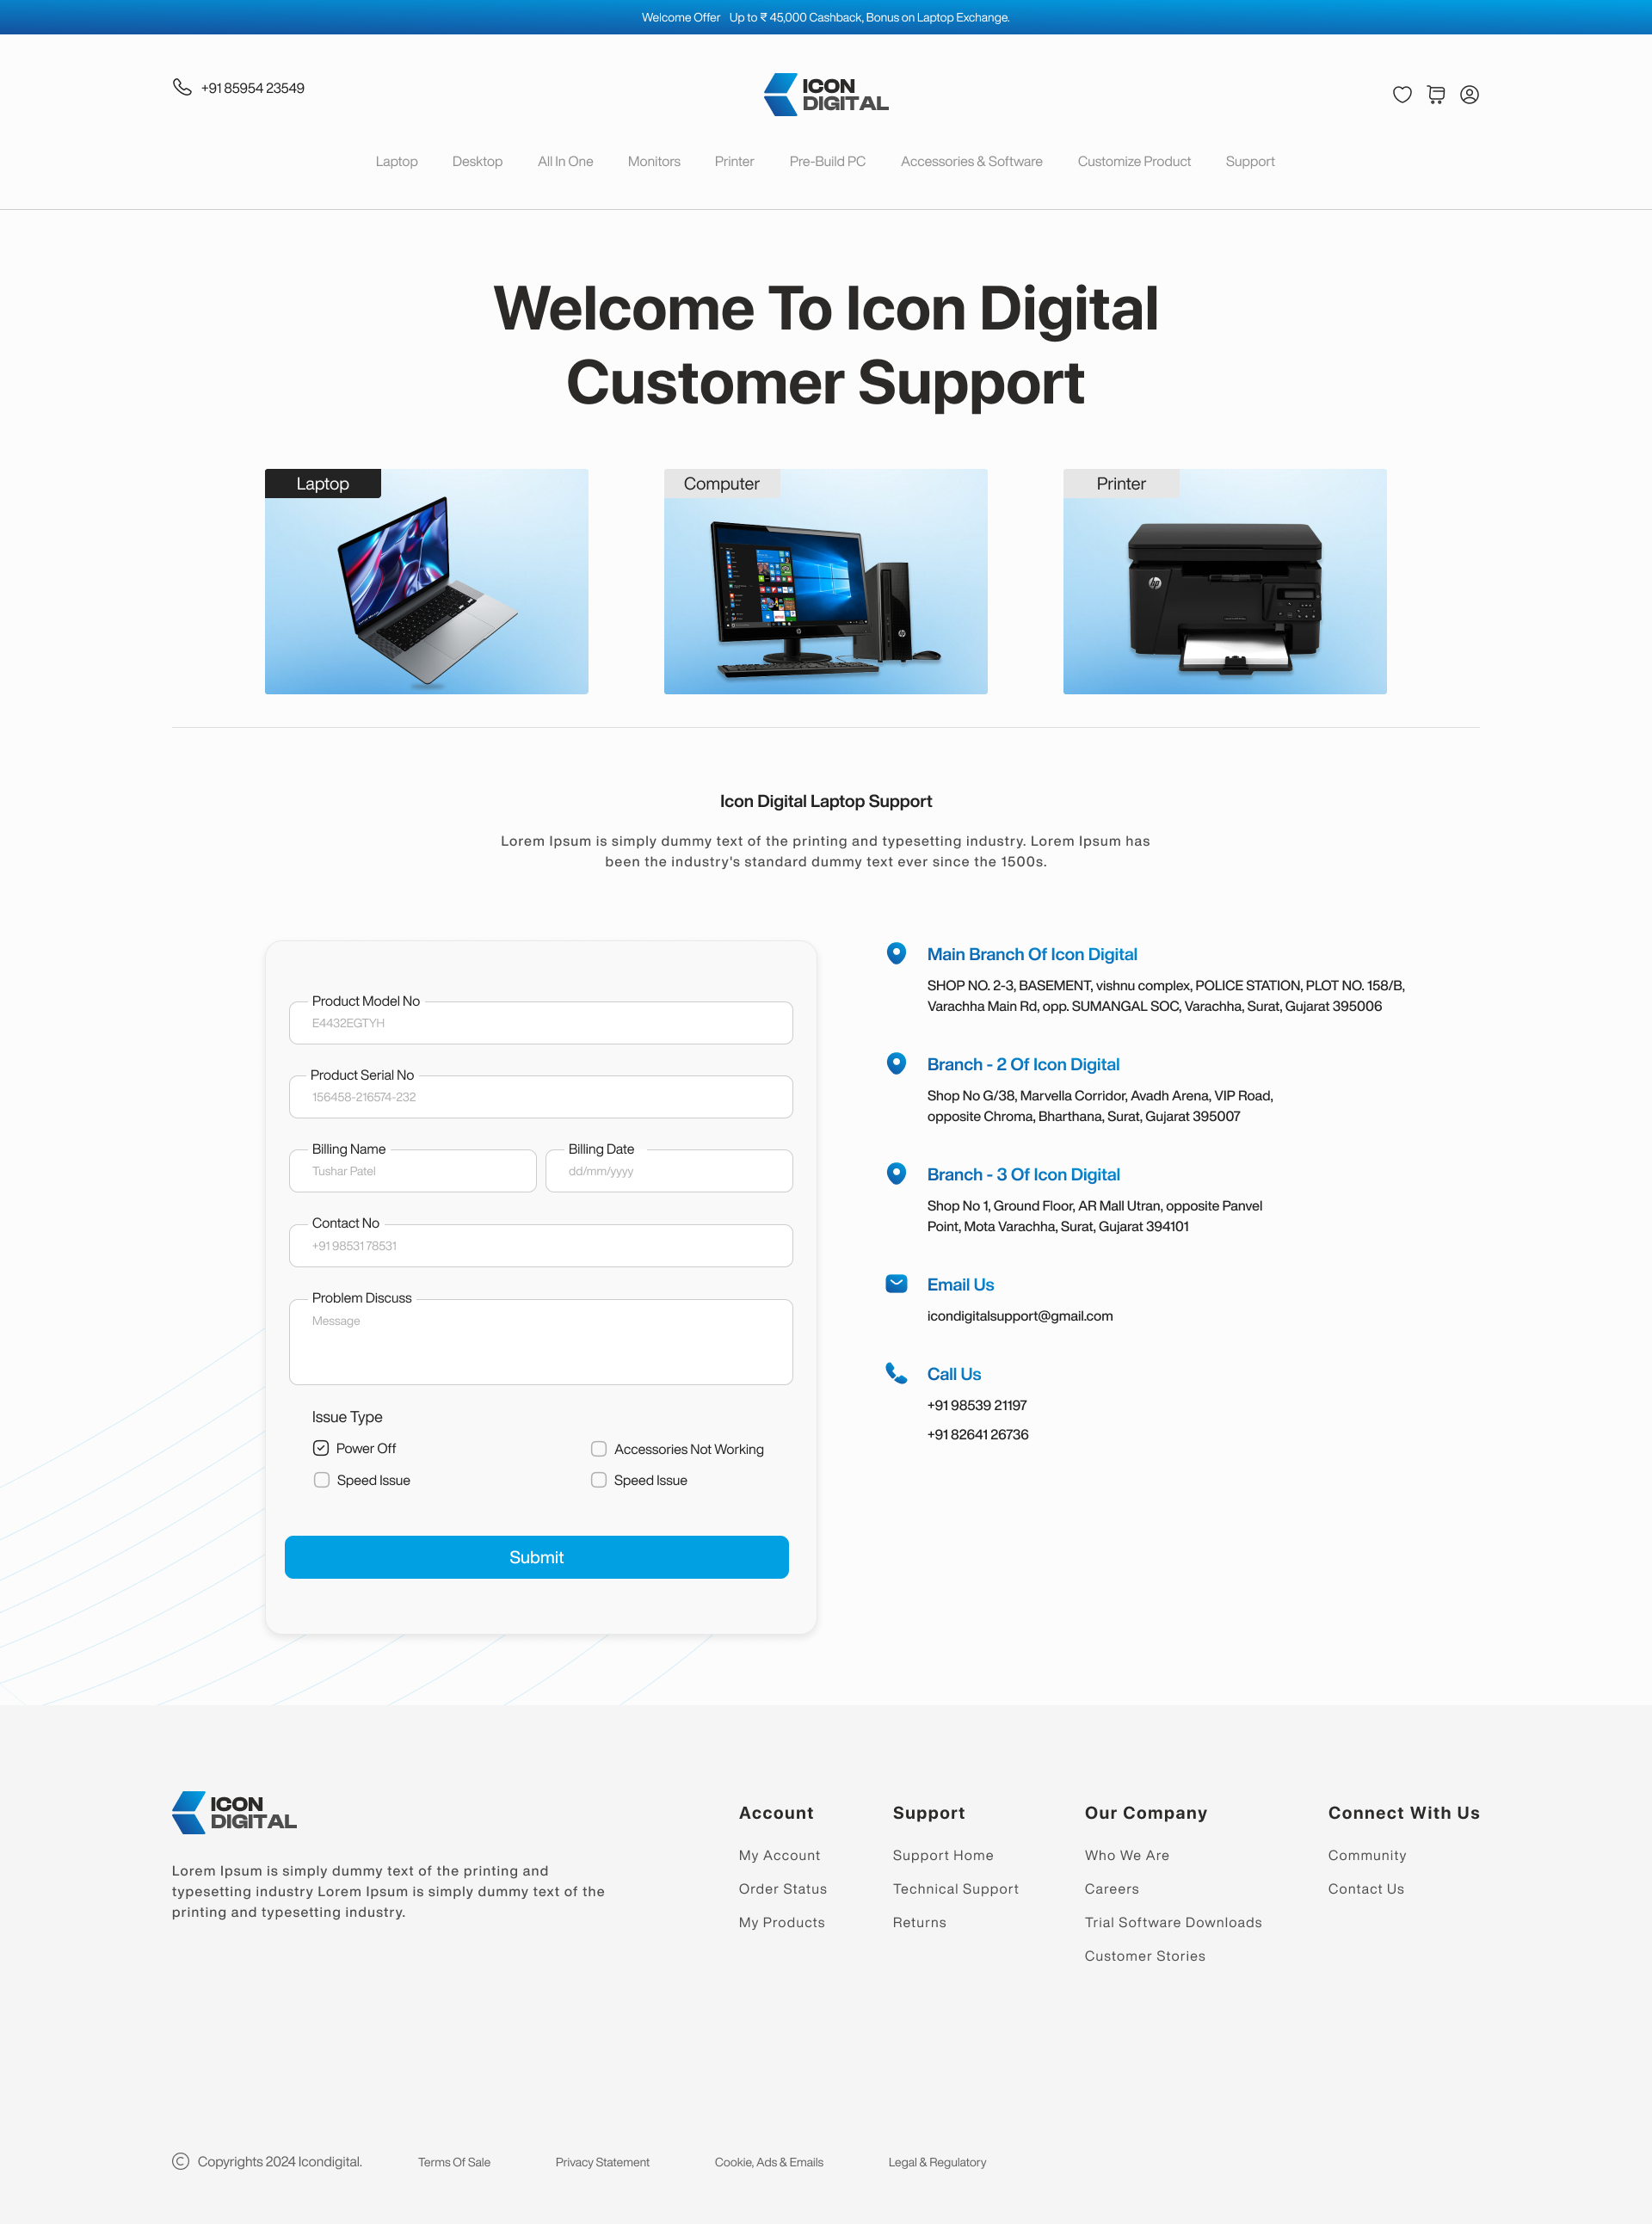 Welcome Offer Up to ₹ 45,000 Cashback, Bonus on Laptop Exchange.
+91 85954 23549
ICON
DIGITAL
Laptop Desktop All In One Monitors Printer Pre-Build PC Accessories & Software Customize Product Support
Welcome To Icon Digital
Customer Support
Laptop
Computer
Printer
hp
Icon Digital Laptop Support
Lorem Ipsum is simply dummy text of the printing and typesetting industry. Lorem Ipsum has
been the industry's standard dummy text ever since the 1500s.
Product Model No
E4432EGTYH
Product Serial No
156458-216574-232
Billing Name
Tushar Patel
Billing Date
dd/mm/yyyy
Contact No
+91 98531 78531
Problem Discuss
Message
Issue Type
Power Off
Accessories Not Working
Speed Issue
Speed Issue
Submit
Main Branch Of Icon Digital
SHOP NO. 2-3, BASEMENT, vishnu complex, POLICE STATION, PLOT NO. 158/B,
Varachha Main Rd, opp. SUMANGAL SOC, Varachha, Surat, Gujarat 395006
Branch - 2 Of Icon Digital
Shop No G/38, Marvella Corridor, Avadh Arena, VIP Road,
opposite Chroma, Bharthana, Surat, Gujarat 395007
Branch - 3 Of Icon Digital
Shop No 1, Ground Floor, AR Mall Utran, opposite Panvel
Point, Mota Varachha, Surat, Gujarat 394101
Email Us
icondigitalsupport@gmail.com
Call Us
+91 98539 21197
+91 82641 26736
ICON
DIGITAL
Lorem Ipsum is simply dummy text of the printing and
typesetting industry Lorem Ipsum is simply dummy text of the
printing and typesetting industry.
Account
My Account
Order Status
My Products
Support
Support Home
Technical Support
Returns
Our Company
Who We Are
Careers
Trial Software Downloads
Customer Stories
Connect With Us
Community
Contact Us
© Copyrights 2024 Icondigital. Terms Of Sale Privacy Statement Cookie, Ads & Emails Legal & Regulatory